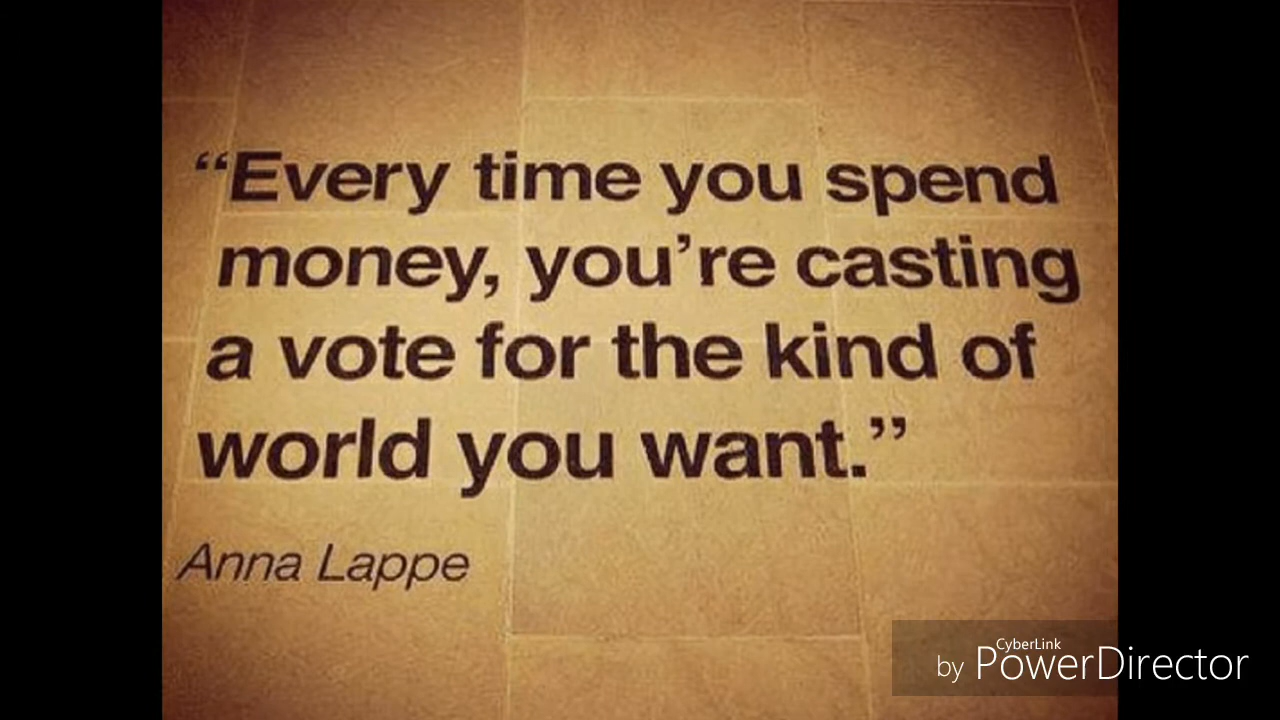 “Every time you spend
money, you’re casting
a vote for the kind of
world you want.”
Anna Lappe
CyberLink
by PowerDirector